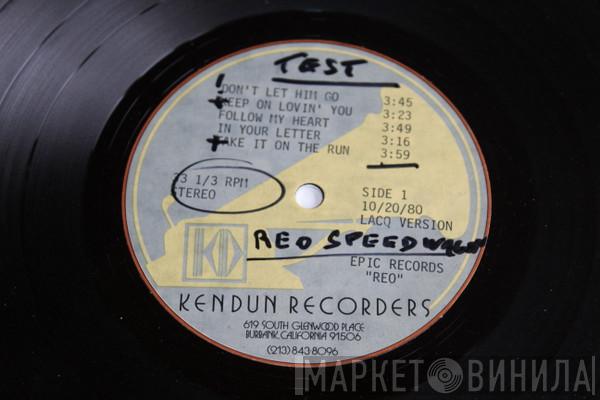 TEST
DON'T LET HIM GO 3:45
KEEP ON LOVIN' YOU 3:23
FOLLOW MY HEART 3:49
IN YOUR LETTER 3:16
TAKE IT ON THE RUN 3:59
33 1/3 RPM
STEREO
SIDE 1
10/20/80
LACQ VERSION
REO SPEEDWAGON
EPIC RECORDS
"REO"
KD
KENDUN RECORDERS
619 SOUTH GLENWOOD PLACE
BURBANK, CALIFORNIA 91506
(213) 843-8096
МАРКЕТ ВИНИЛА